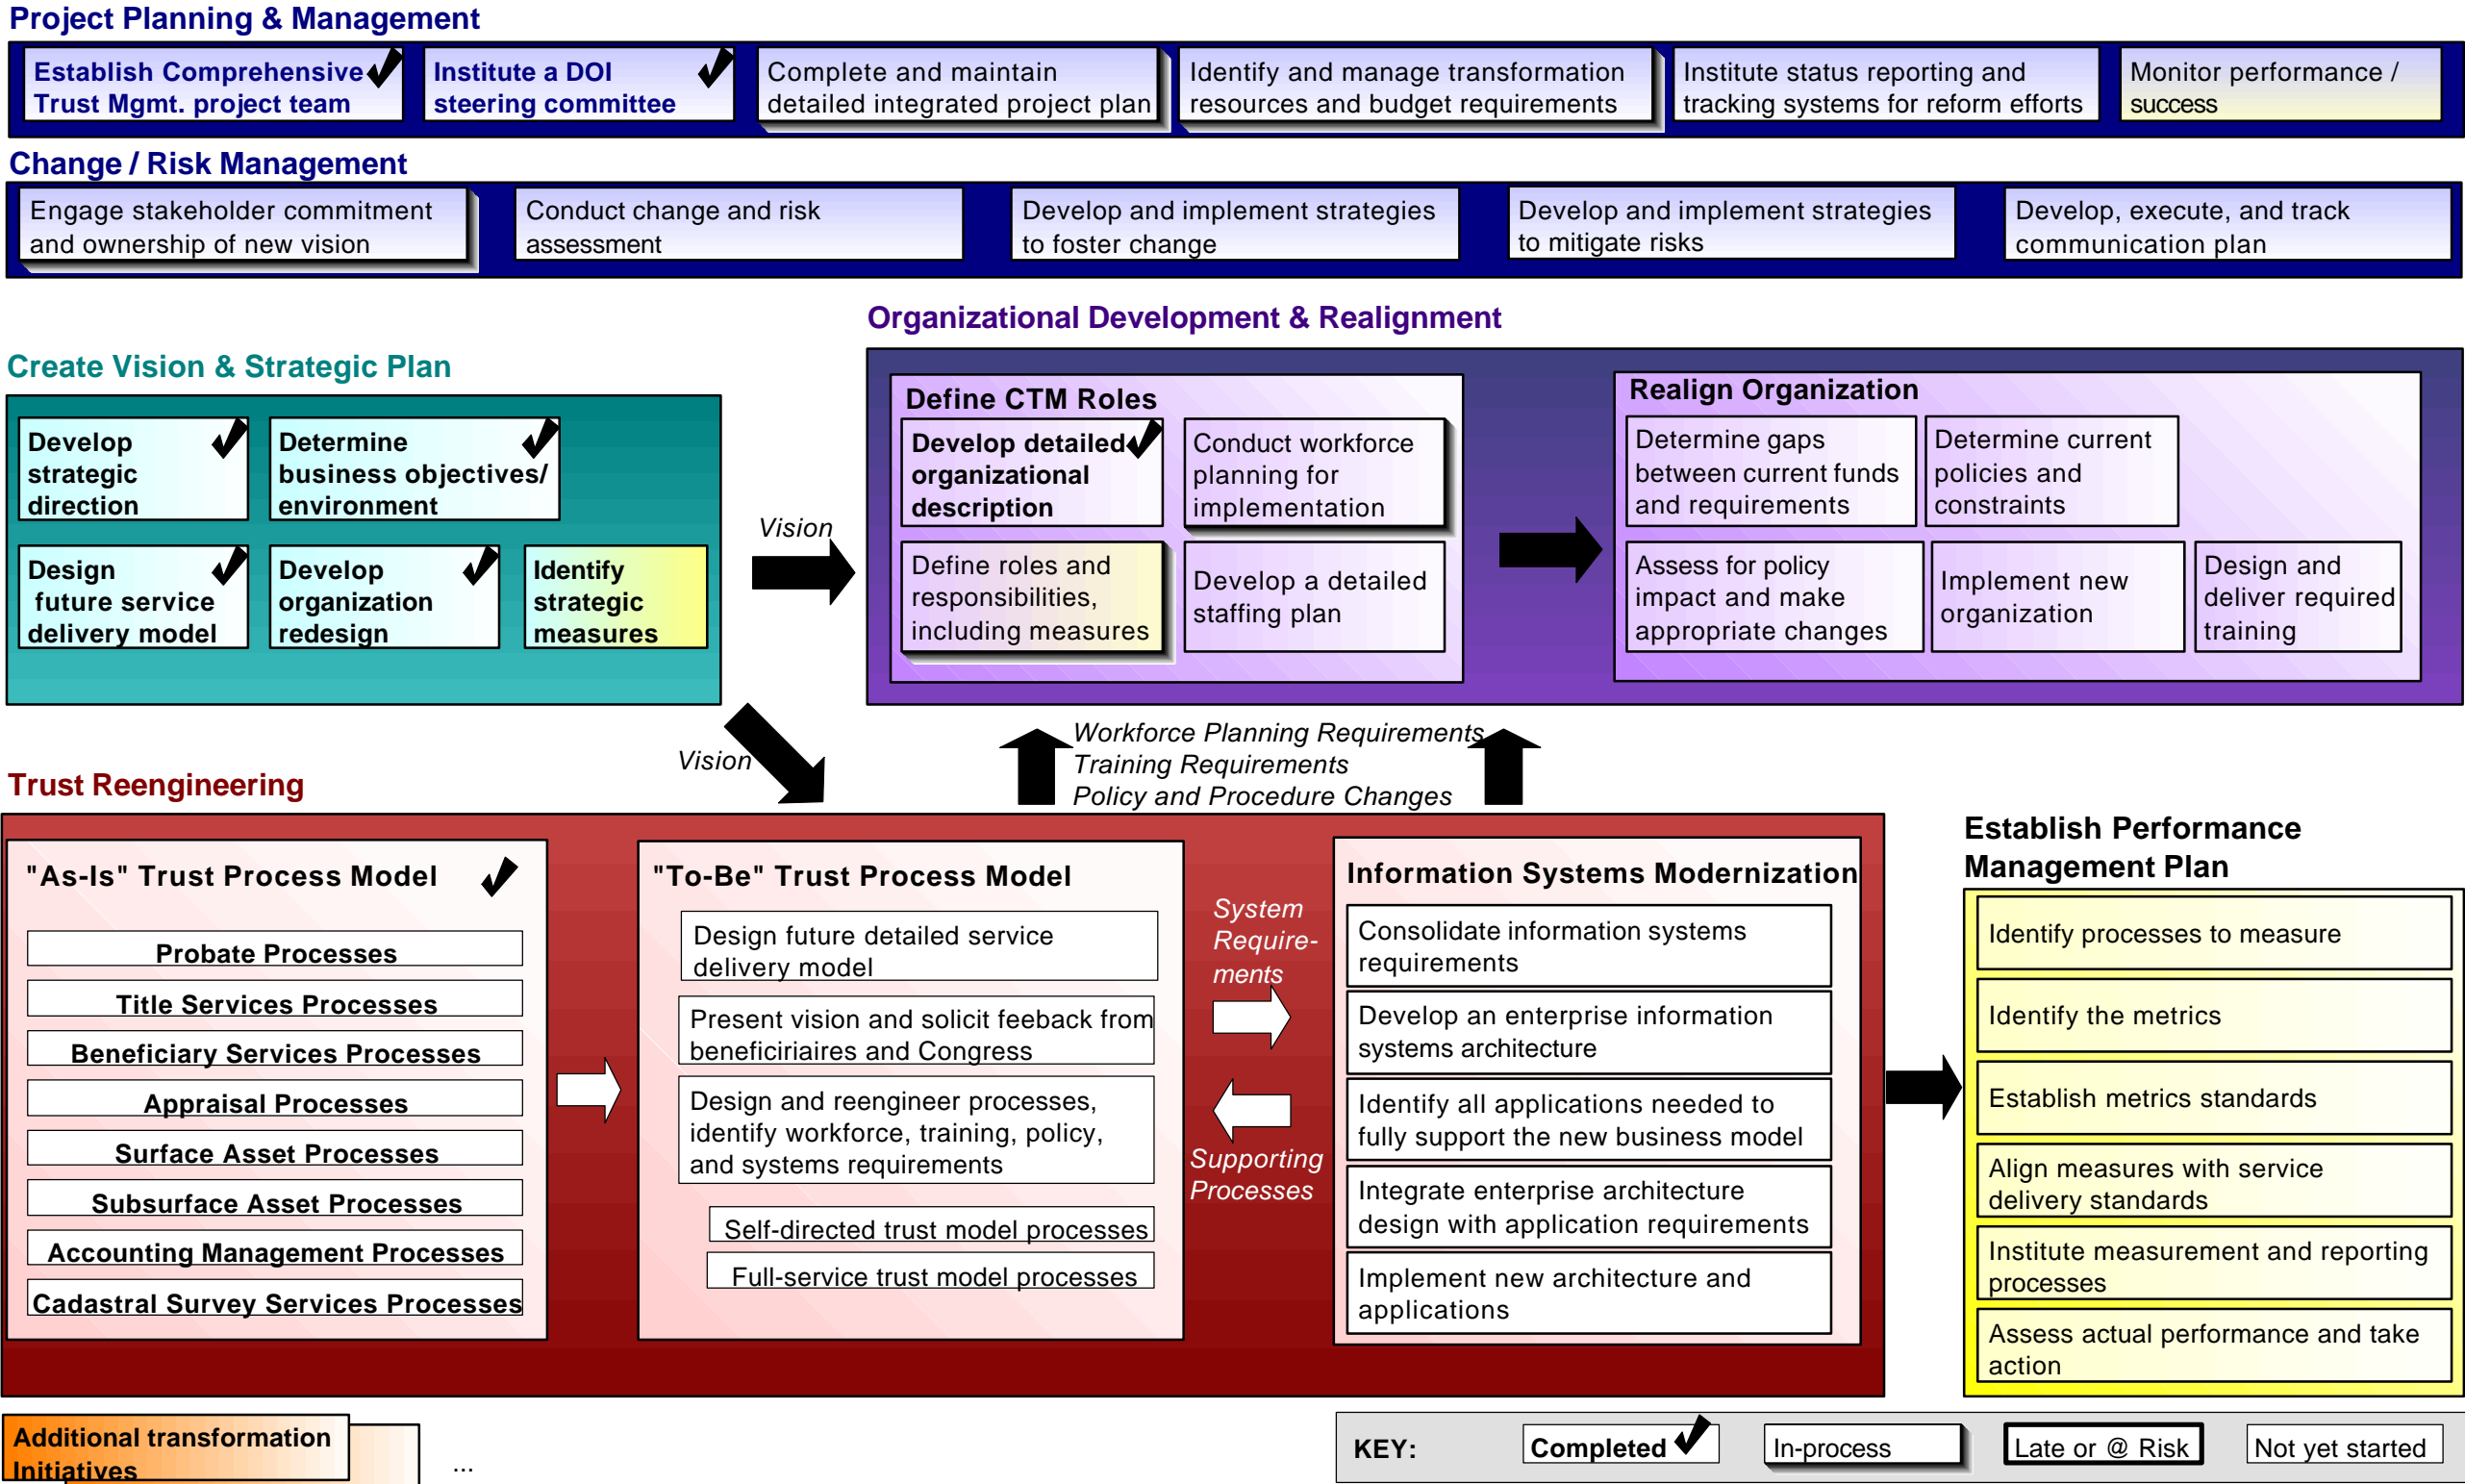 Project Planning & Management
Establish Comprehensive
Trust Mgmt. project team
Institute a DOI
steering committee
Complete and maintain
detailed integrated project plan
Identify and manage transformation
resources and budget requirements
Institute status reporting and
tracking systems for reform efforts
Monitor performance /
success
Change / Risk Management
Engage stakeholder commitment
and ownership of new vision
Conduct change and risk
assessment
Develop and implement strategies
to foster change
Develop and implement strategies
to mitigate risks
Develop, execute, and track
communication plan
Create Vision & Strategic Plan
Develop
strategic
direction
Determine
business objectives/
environment
Design
future service
delivery model
Develop
organization
redesign
Identify
strategic
measures
Vision
Organizational Development & Realignment
Define CTM Roles
Develop detailed
organizational
description
Conduct workforce
planning for
implementation
Define roles and
responsibilities,
including measures
Develop a detailed
staffing plan
Realign Organization
Determine gaps
between current funds
and requirements
Determine current
policies and
constraints
Assess for policy
impact and make
appropriate changes
Implement new
organization
Design and
deliver required
training
Vision
Workforce Planning Requirements
Training Requirements
Policy and Procedure Changes
Trust Reengineering
"As-Is" Trust Process Model
Probate Processes
Title Services Processes
Beneficiary Services Processes
Appraisal Processes
Surface Asset Processes
Subsurface Asset Processes
Accounting Management Processes
Cadastral Survey Services Processes
"To-Be" Trust Process Model
Design future detailed service
delivery model
Present vision and solicit feeback from
beneficiriaires and Congress
Design and reengineer processes,
identify workforce, training, policy,
and systems requirements
Self-directed trust model processes
Full-service trust model processes
System
Require-
ments
Supporting
Processes
Information Systems Modernization
Consolidate information systems
requirements
Develop an enterprise information
systems architecture
Identify all applications needed to
fully support the new business model
Integrate enterprise architecture
design with application requirements
Implement new architecture and
applications
Establish Performance
Management Plan
Identify processes to measure
Identify the metrics
Establish metrics standards
Align measures with service
delivery standards
Institute measurement and reporting
processes
Assess actual performance and take
action
Additional transformation
Initiatives
...
KEY:
Completed
In-process
Late or @ Risk
Not yet started